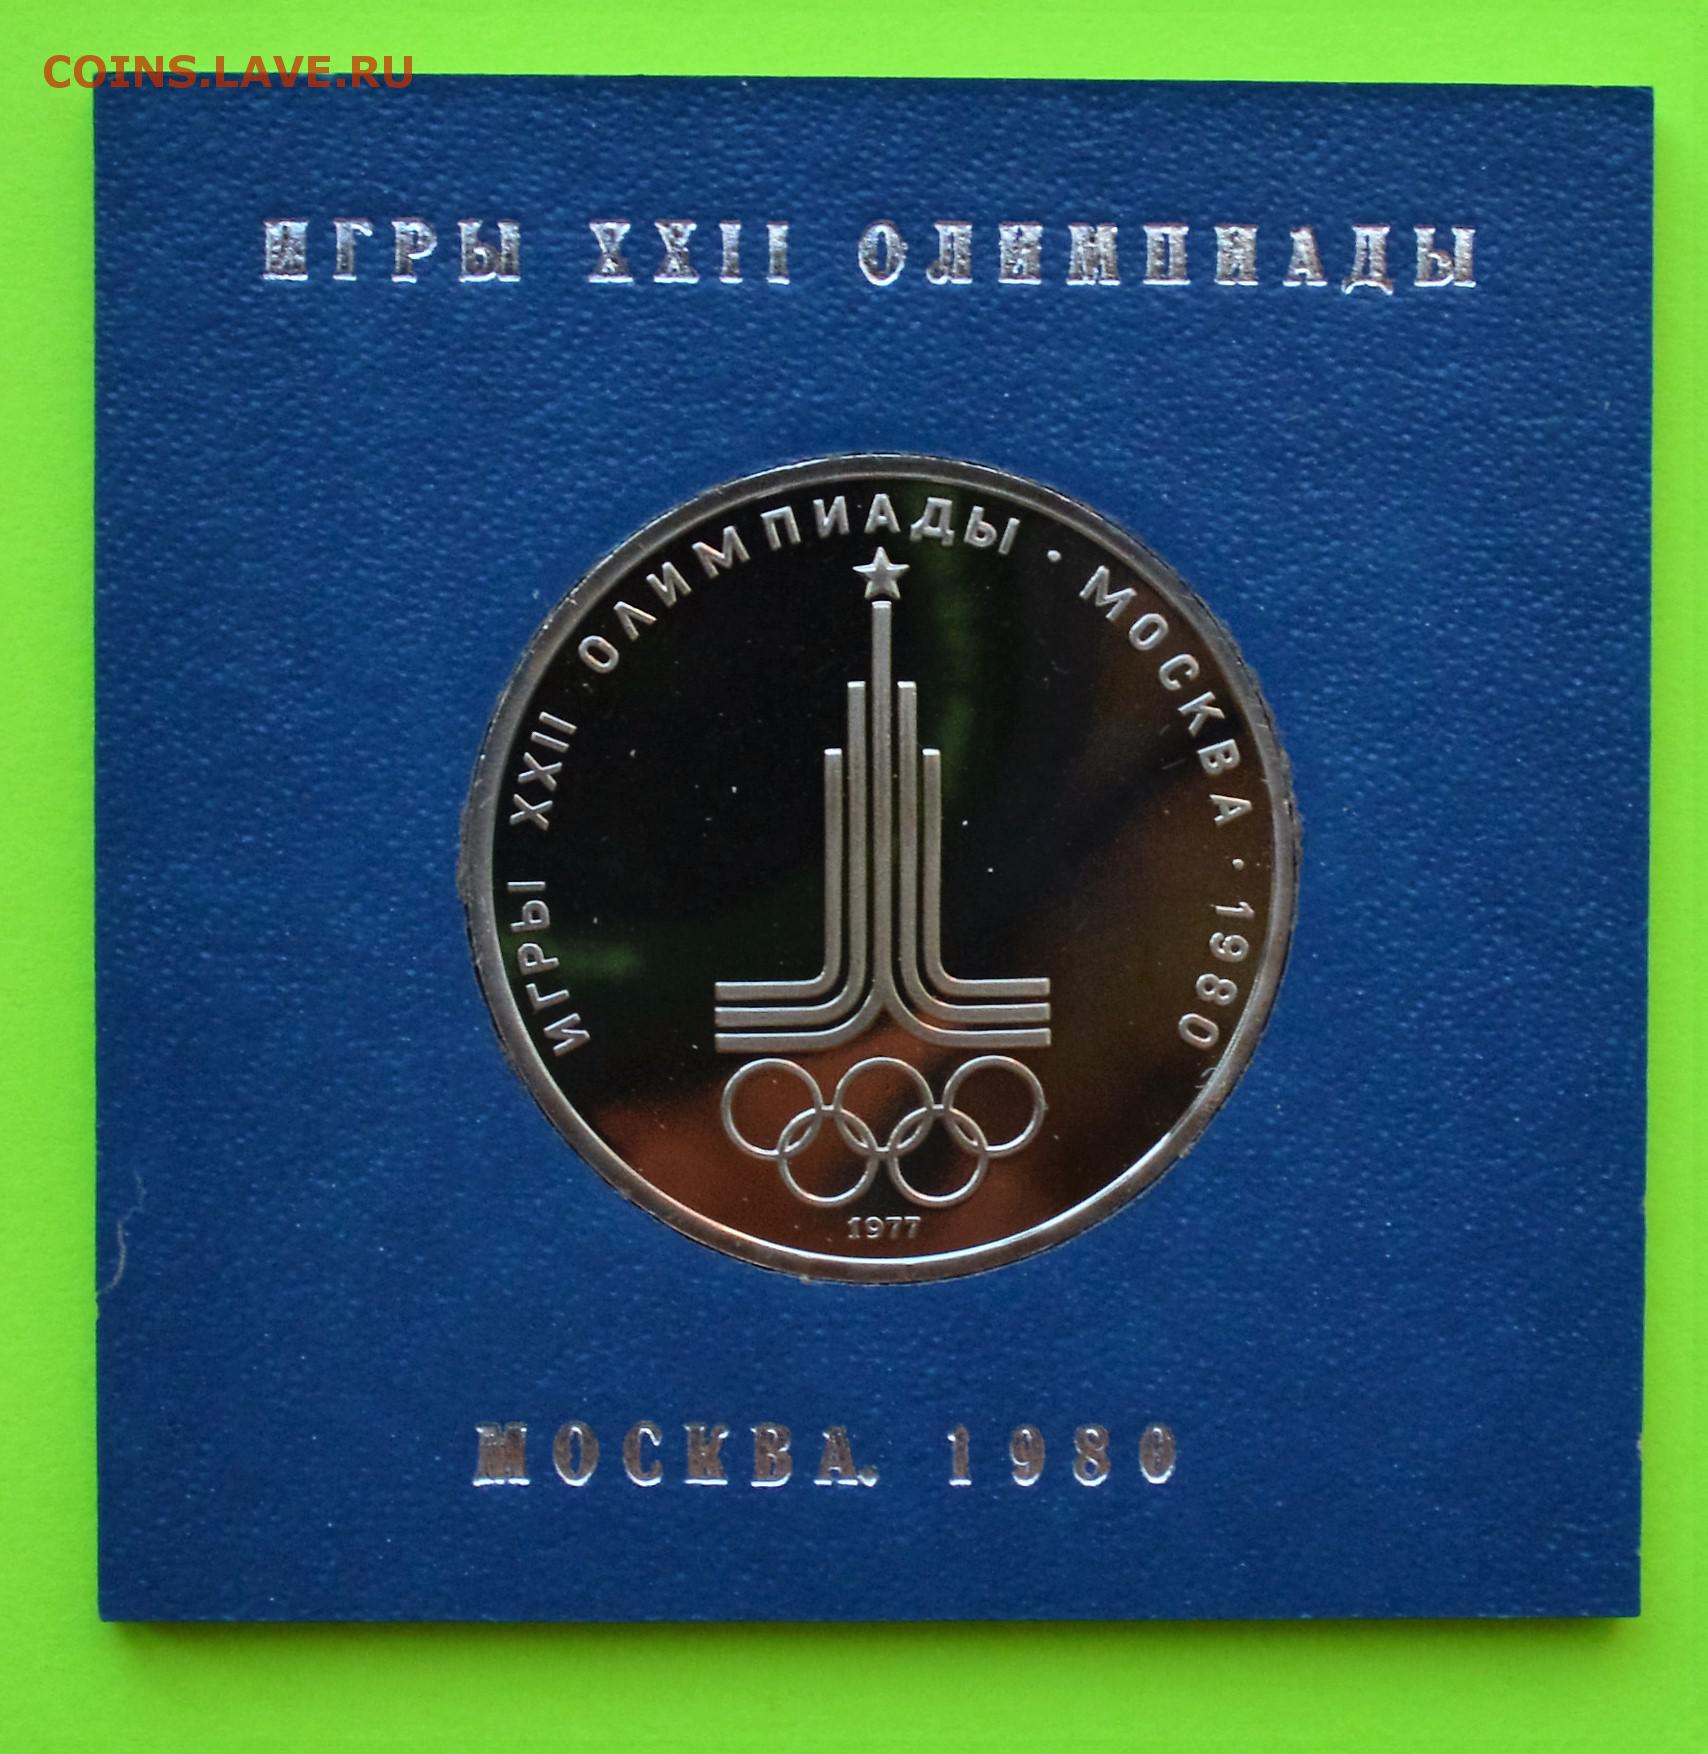 COINS.LAVE.RU
ИГРЫ XXII ОЛИМПИАДЫ
ИГРЫ XXII ОЛИМПИАДЫ · МОСКВА · 1980
1977
МОСКВА. 1980